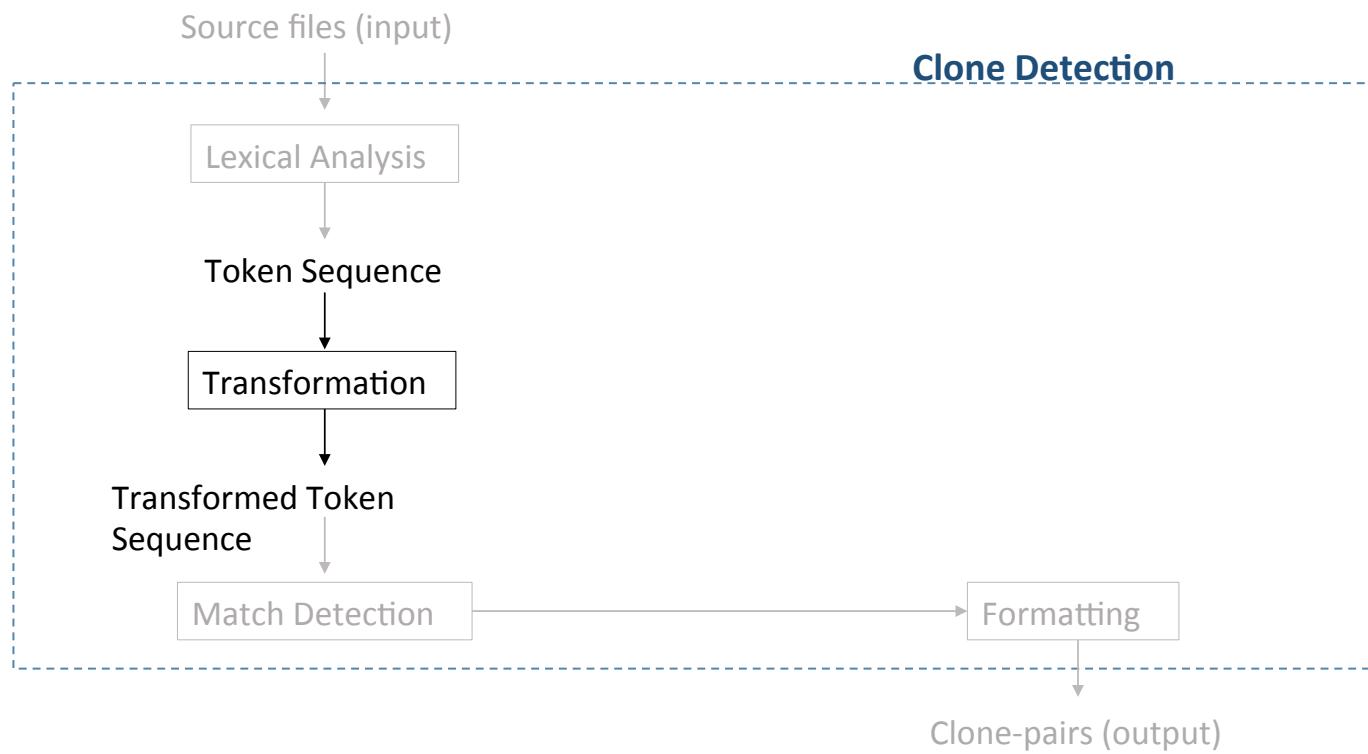 Source files (input)
Clone Detection
Lexical Analysis
Token Sequence
Transformation
Transformed Token
Sequence
Match Detection
Formatting
Clone-pairs (output)